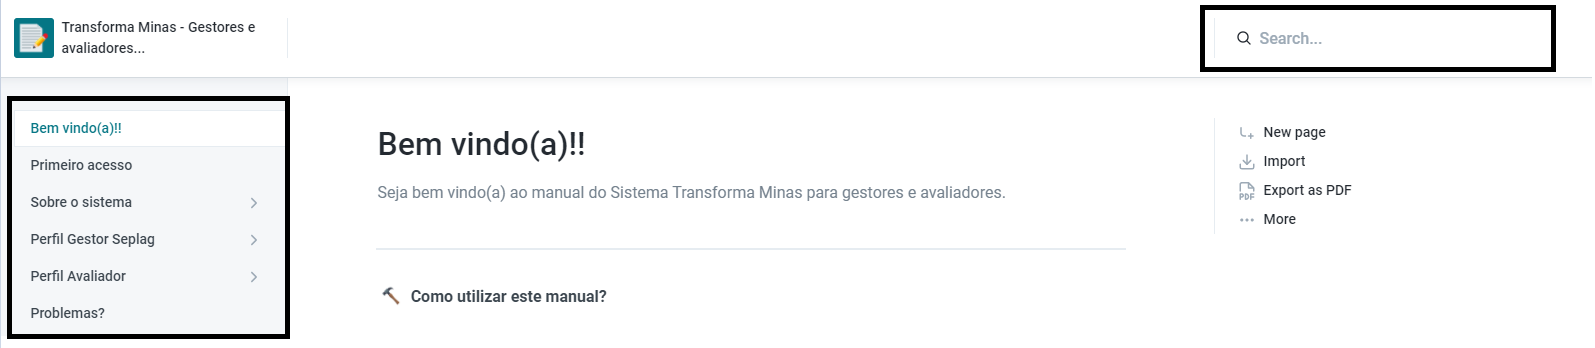 Transforma Minas - Gestores e
avaliadores...
Search...
Bem vindo(a)!!
Primeiro acesso
Sobre o sistema
Perfil Gestor Seplag
Perfil Avaliador
Problemas?
Bem vindo(a)!!
Seja bem vindo(a) ao manual do Sistema Transforma Minas para gestores e avaliadores.
Como utilizar este manual?
New page
Import
PDF Export as PDF
More